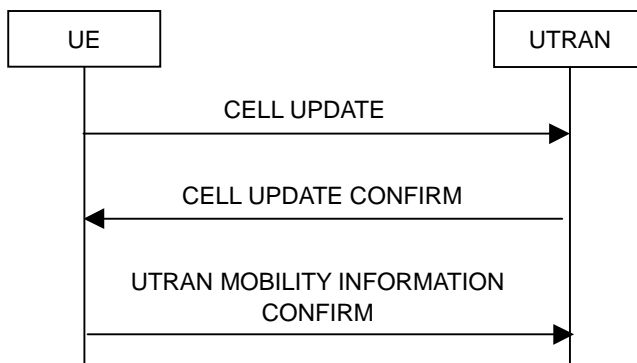 UE
UTRAN
CELL UPDATE
CELL UPDATE CONFIRM
UTRAN MOBILITY INFORMATION
CONFIRM